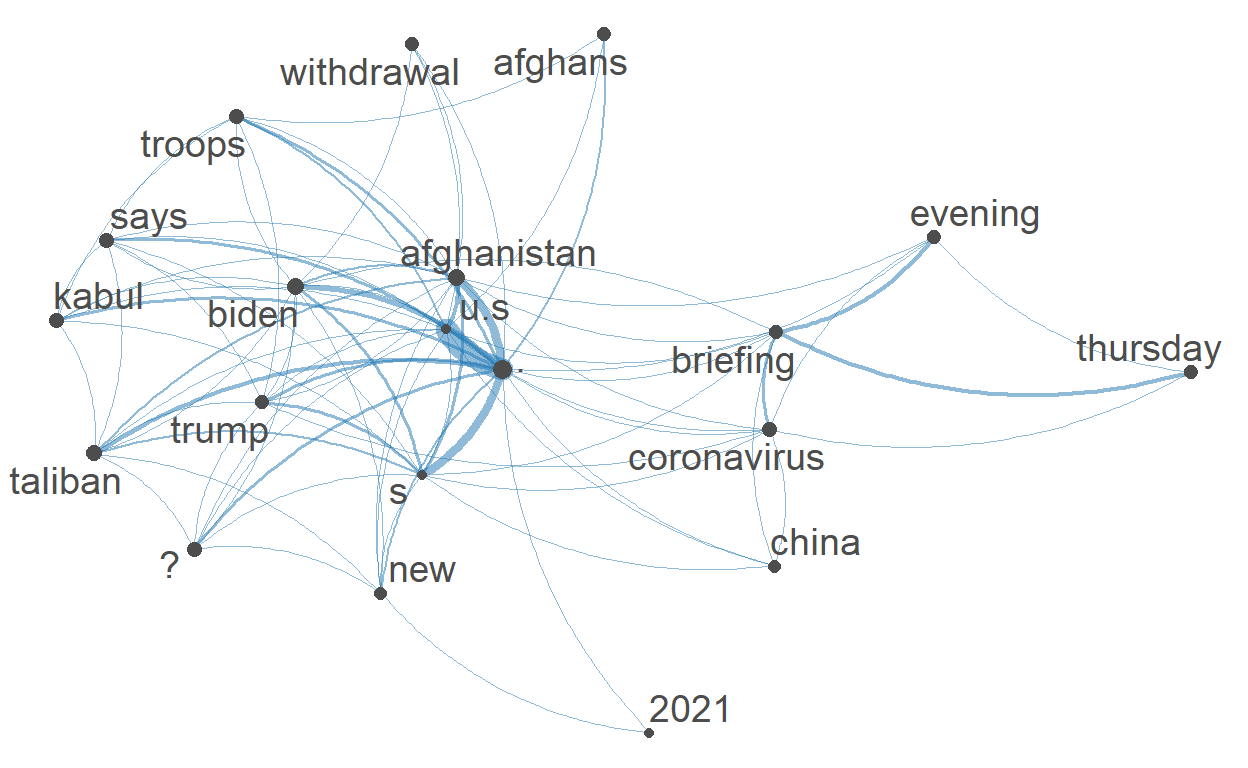 withdrawal
afghans
troops
says
evening
afghanistan
kabul
biden
u.s
briefing
thursday
.
trump
coronavirus
taliban
s
china
?
new
2021